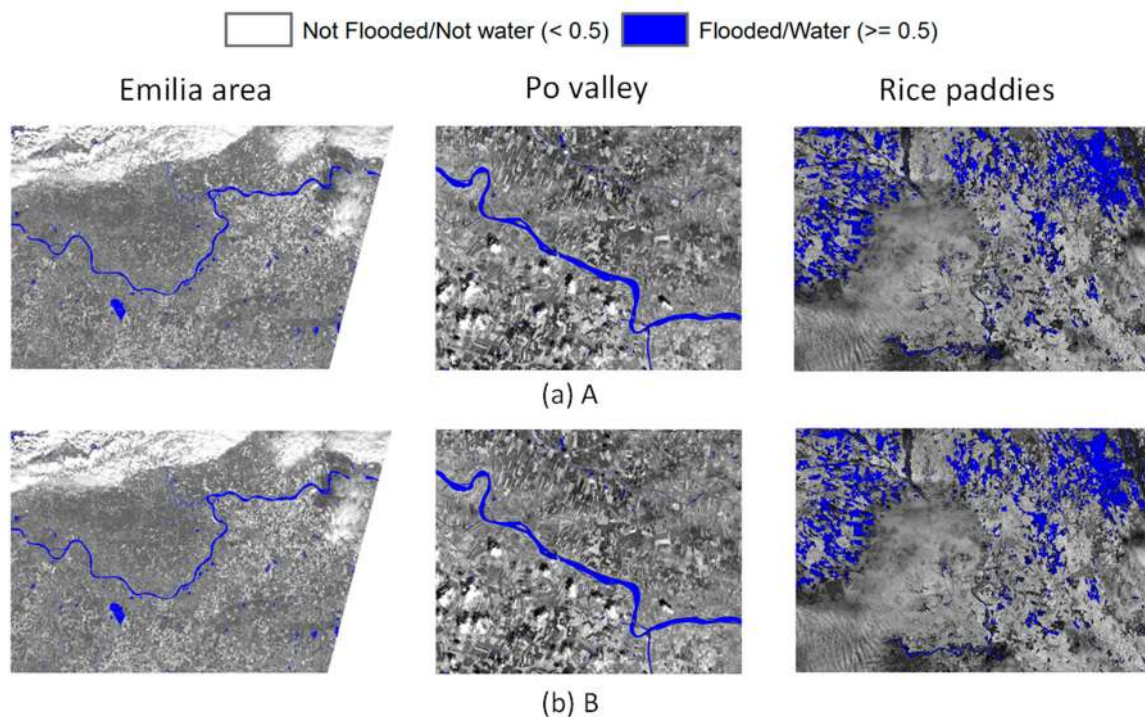 Not Flooded/Not water (< 0.5) Flooded/Water (>= 0.5)
Emilia area Po valley Rice paddies
(a) A
(b) B